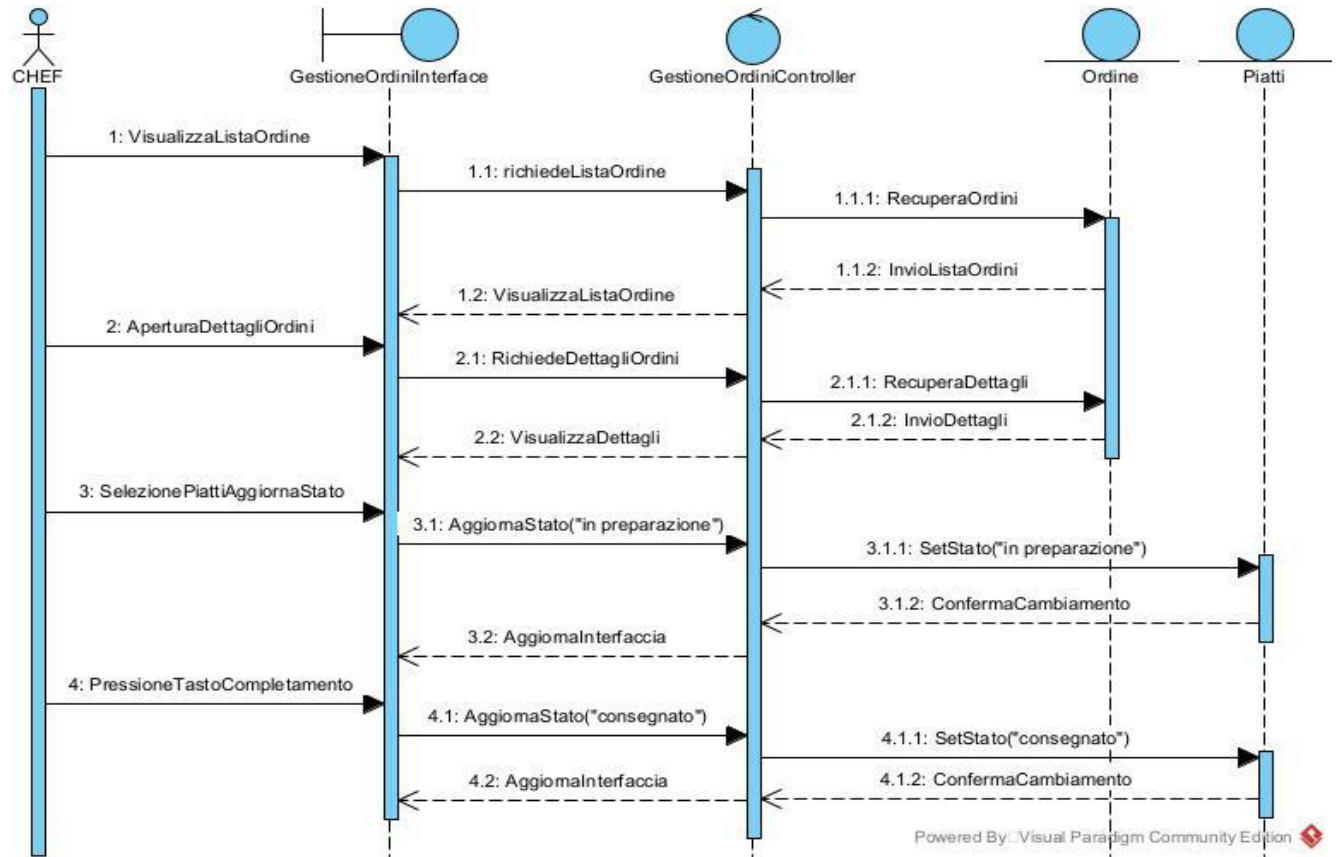 CHEF
GestioneOrdiniInterface
GestioneOrdiniController
Ordine
Piatti
1: VisualizzaListaOrdine
1.1: richiedeListaOrdine
1.1.1: RecuperaOrdini
1.1.2: InvioListaOrdini
1.2: VisualizzaListaOrdine
2: AperturaDettagliOrdini
2.1: RichiedeDettagliOrdini
2.1.1: RecuperaDettagli
2.1.2: InvioDettagli
2.2: VisualizzaDettagli
3: SelezionePiattiAggiornaStato
3.1: AggiornaStato("in preparazione")
3.1.1: SetStato("in preparazione")
3.1.2: ConfermaCambiamento
3.2: AggiornaInterfaccia
4: PressioneTastoCompletamento
4.1: AggiornaStato("consegnato")
4.1.1: SetStato("consegnato")
4.1.2: ConfermaCambiamento
4.2: AggiornaInterfaccia
Powered By Visual Paradigm Community Edition